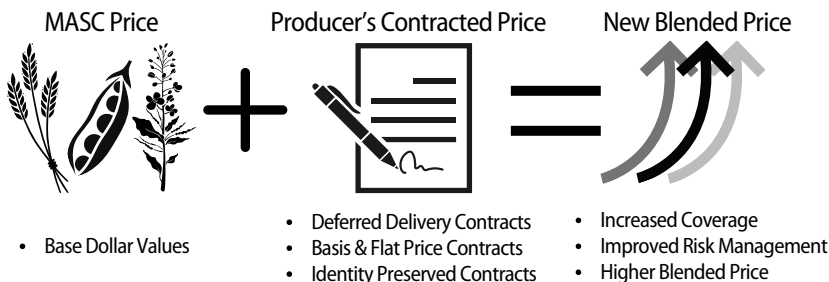 MASC Price
Producer's Contracted Price
New Blended Price
• Base Dollar Values
• Deferred Delivery Contracts
• Basis & Flat Price Contracts
• Identity Preserved Contracts
• Increased Coverage
• Improved Risk Management
• Higher Blended Price